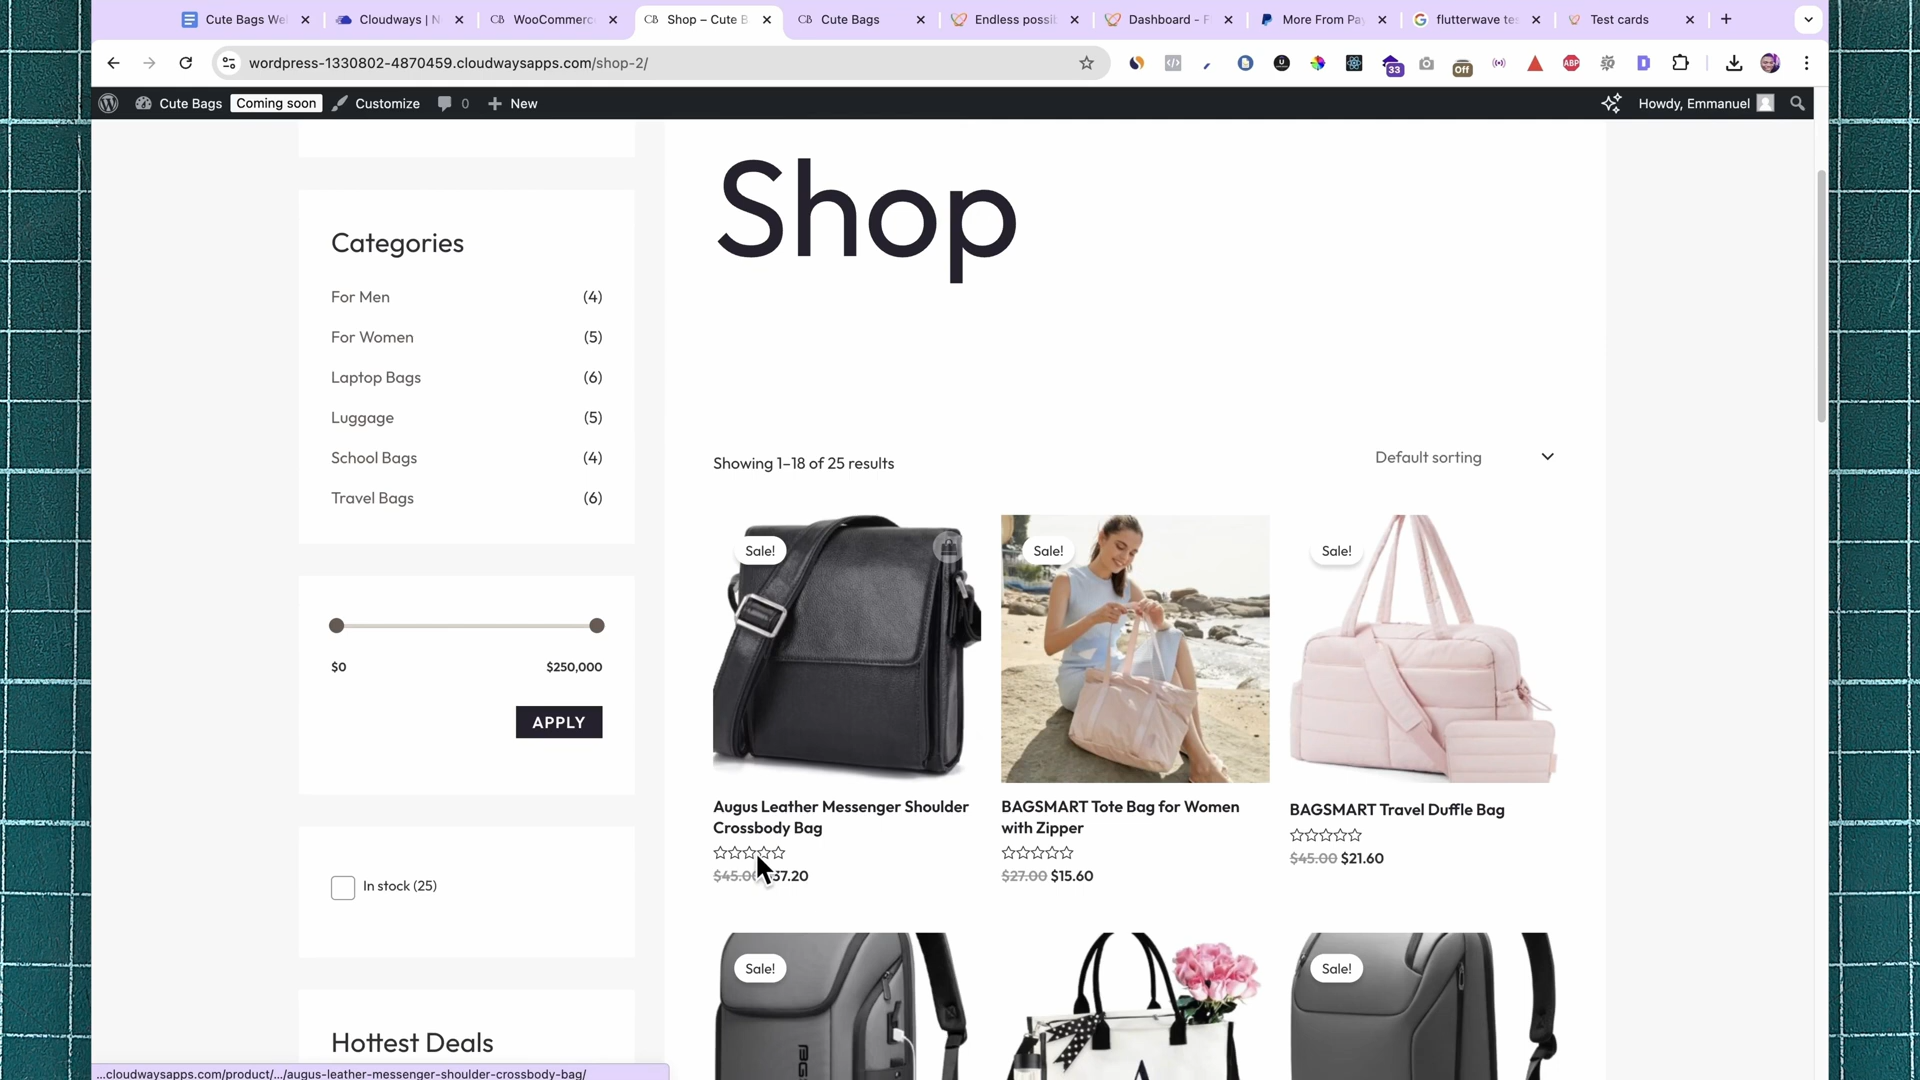 Cute Bags We
Cloudways | N
WooCommerc
Shop – Cute B
Cute Bags
Endless possi
Dashboard - F
More From Pa
flutterwave te
Test cards
wordpress-1330802-4870459.cloudwaysapps.com/shop-2/
33
Off
ABP
Cute Bags
Coming soon
Customize
0
New
Howdy, Emmanuel
Shop
Categories
For Men (4)
For Women (5)
Laptop Bags (6)
Luggage (5)
School Bags (4)
Travel Bags (6)
$0 $250,000
APPLY
In stock (25)
Hottest Deals
Showing 1–18 of 25 results
Default sorting
Sale!
Sale!
Sale!
Augus Leather Messenger Shoulder
Crossbody Bag
BAGSMART Tote Bag for Women
with Zipper
BAGSMART Travel Duffle Bag
$27.00 $15.60
$45.00 $21.60
Sale!
Sale!
...cloudwaysapps.com/product/.../augus-leather-messenger-shoulder-crossbody-bag/